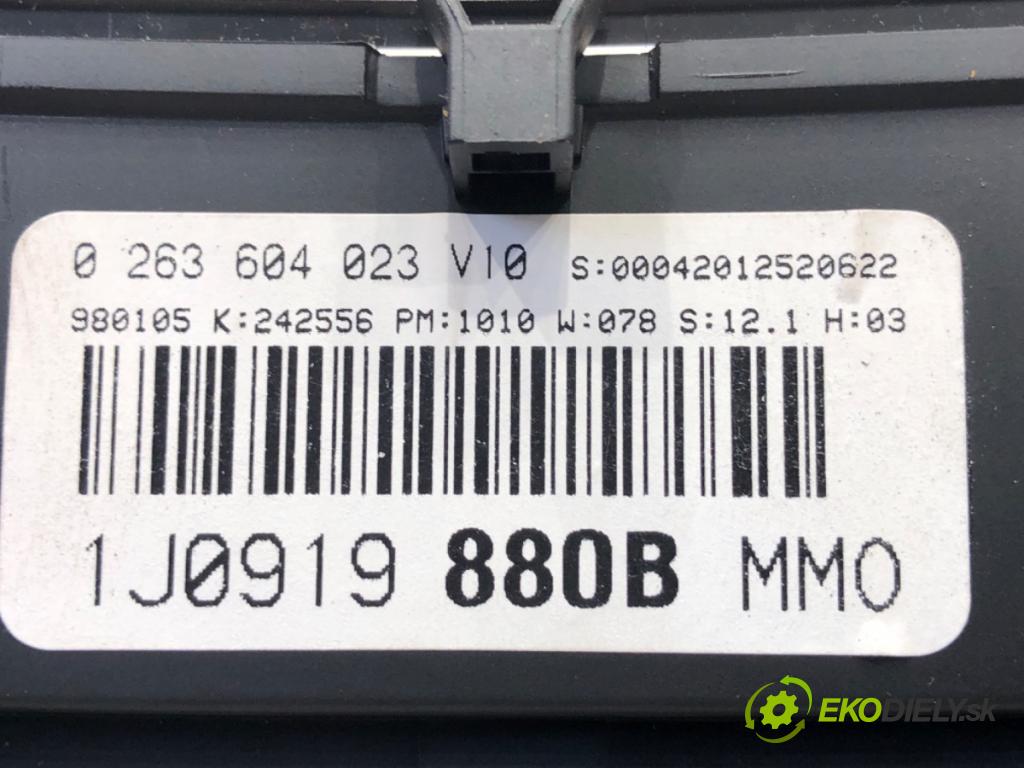 0 263 604 023 V10 S:00042012520622
980105 K:242556 PM:1010 W:078 S:12.1 H:03
1J0919 880B MM0
EKODIELY.sk